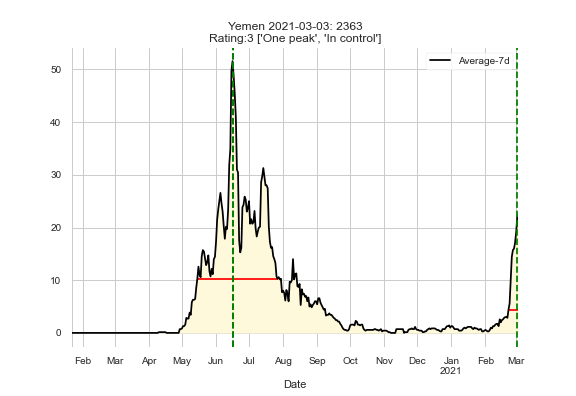 Yemen 2021-03-03: 2363
Rating:3 ['One peak', 'In control']
Average-7d
50
40
30
20
10
0
Feb Mar Apr May Jun Jul Aug Sep Oct Nov Dec Jan Feb Mar
2021
Date